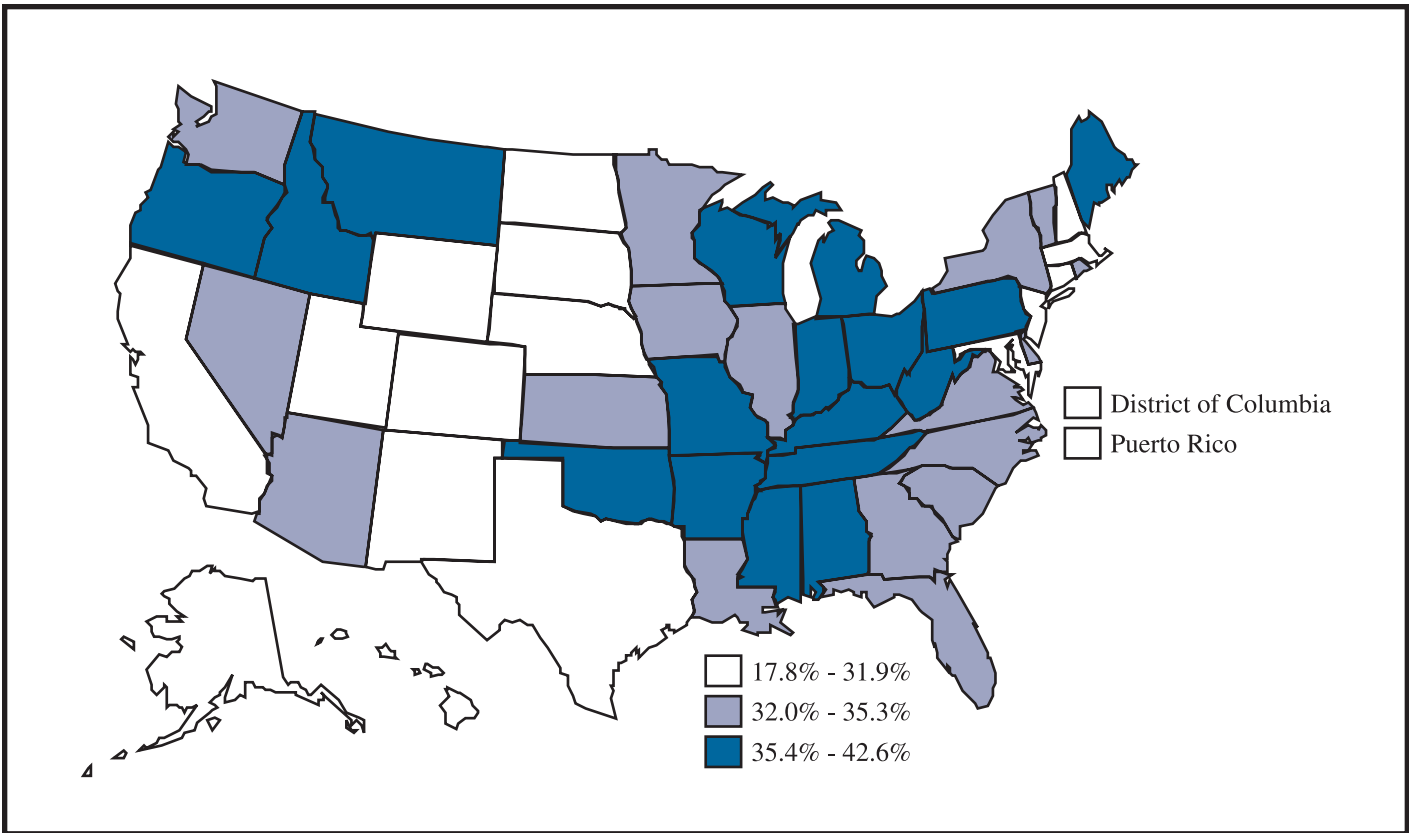 District of Columbia
Puerto Rico
17.8% - 31.9%
32.0% - 35.3%
35.4% - 42.6%